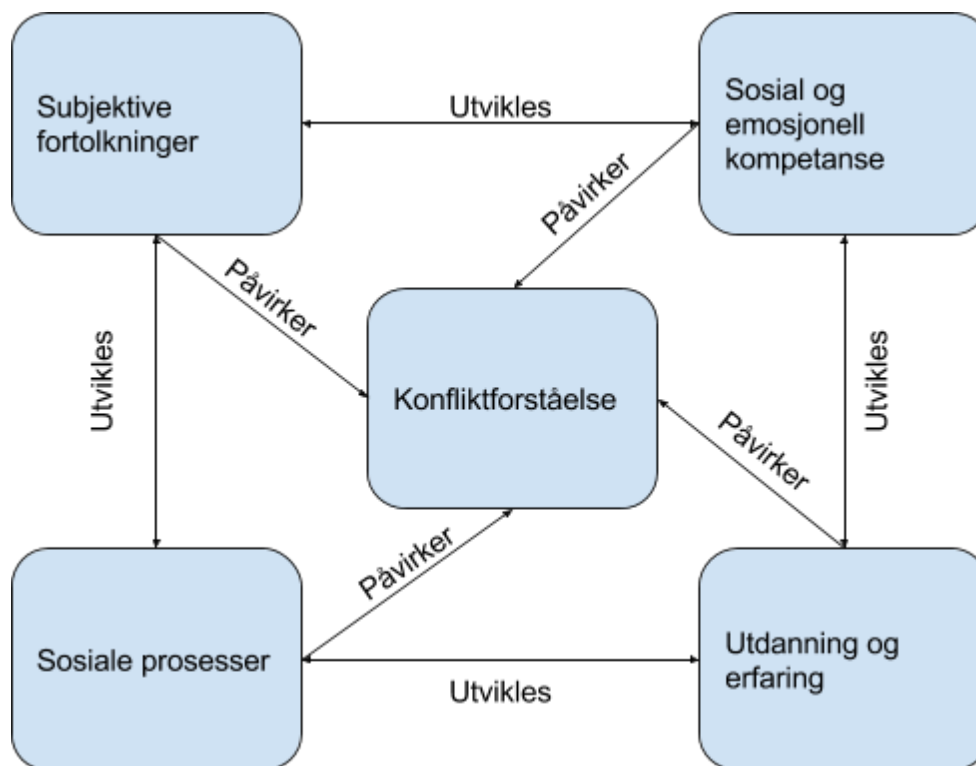 Subjektive
fortolkninger
Utvikles
Sosial og
emosjonell
kompetanse
Påvirker
Påvirker
Utvikles
Konfliktforståelse
Utvikles
Påvirker
Påvirker
Sosiale prosesser
Utvikles
Utdanning og
erfaring